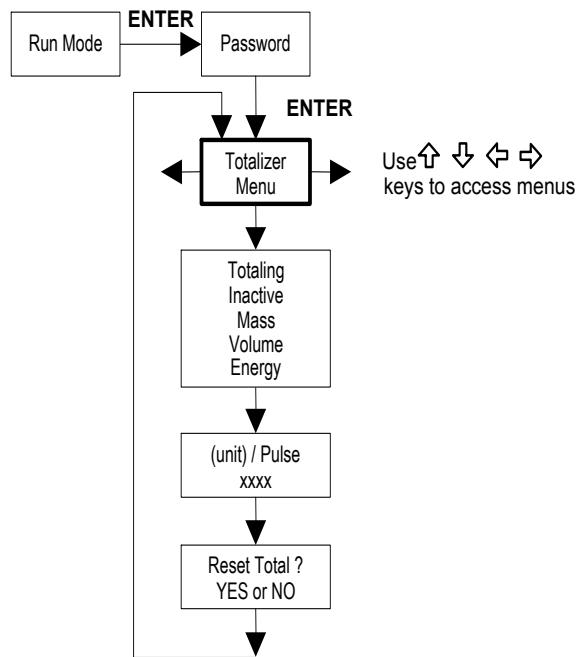 ENTER
Run Mode
Password
ENTER
Totalizer
Menu
Use
keys to access menus
Totaling
Inactive
Mass
Volume
Energy
(unit) / Pulse
xxxx
Reset Total ?
YES or NO